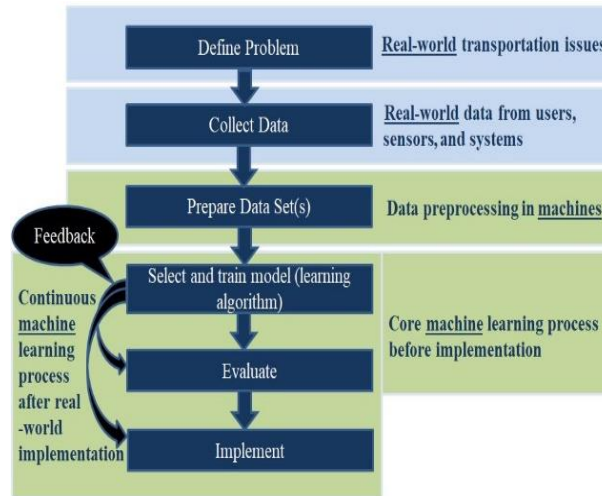 Define Problem
Real-world transportation issues
Collect Data
Real-world data from users,
sensors, and systems
Prepare Data Set(s)
Data preprocessing in machines
Feedback
Select and train model (learning
algorithm)
Continuous
machine
learning
process
after real
-world
implementation
Core machine learning process
before implementation
Evaluate
Implement